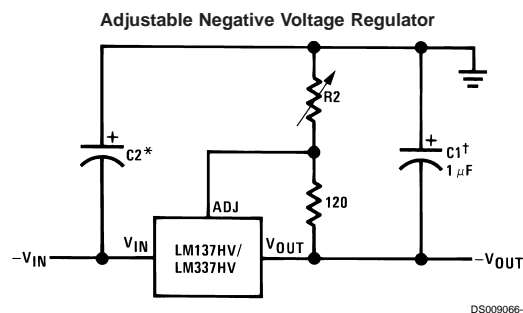 Adjustable Negative Voltage Regulator
R2
+
C2*
+
C1†
1 μF
ADJ
120
VIN
LM137HV/
LM337HV
VOUT
–VIN
–VOUT
DS009066-